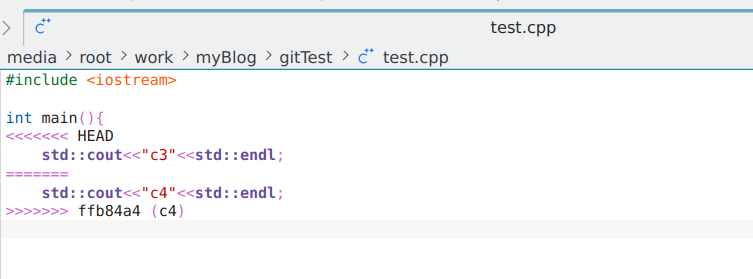 test.cpp
media > root > work > myBlog > gitTest > test.cpp
#include <iostream>
int main(){
<<<<<<< HEAD
    std::cout<<"c3"<<std::endl;
=======
    std::cout<<"c4"<<std::endl;
>>>>>>> ffb84a4 (c4)